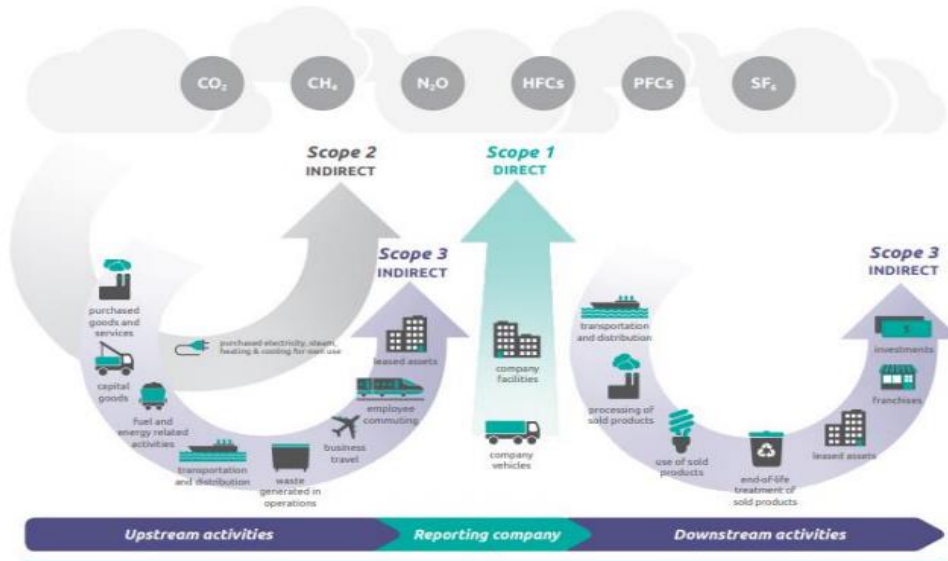 CO₂
CH₄
N₂O
HFCs
PFCs
SF₆
Scope 2
INDIRECT
Scope 1
DIRECT
Scope 3
INDIRECT
Scope 3
INDIRECT
purchased
goods and
services
capital
goods
fuel and
energy related
activities
purchased electricity, steam,
heating & cooling for own use
transportation
and distribution
waste
generated in
operations
business
travel
employee
commuting
leased assets
company
facilities
company
vehicles
transportation
and distribution
processing of
sold products
use of sold
products
end-of-life
treatment of
sold products
leased assets
franchises
investments
$
Upstream activities
Reporting company
Downstream activities